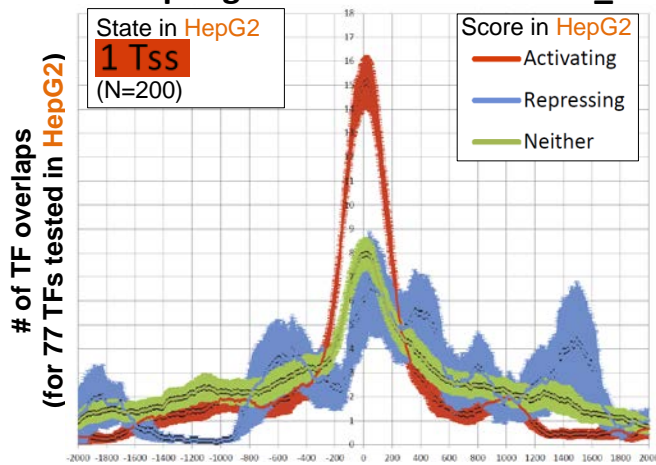 State in HepG2
1 Tss
(N=200)
Score in HepG2
Activating
Repressing
Neither
# of TF overlaps
(for 77 TFs tested in HepG2)
18
17
16
15
14
13
12
11
10
9
8
7
6
5
4
3
2
1
0
-2000 -1800 -1600 -1400 -1200 -1000 -800 -600 -400 -200 0 200 400 600 800 1000 1200 1400 1600 1800 2000